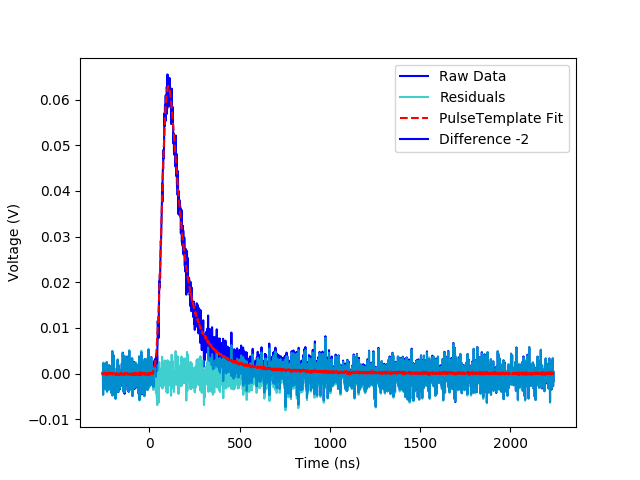 Raw Data
Residuals
PulseTemplate Fit
Difference -2
Voltage (V)
0.06
0.05
0.04
0.03
0.02
0.01
0.00
−0.01
0
500
1000
1500
2000
Time (ns)